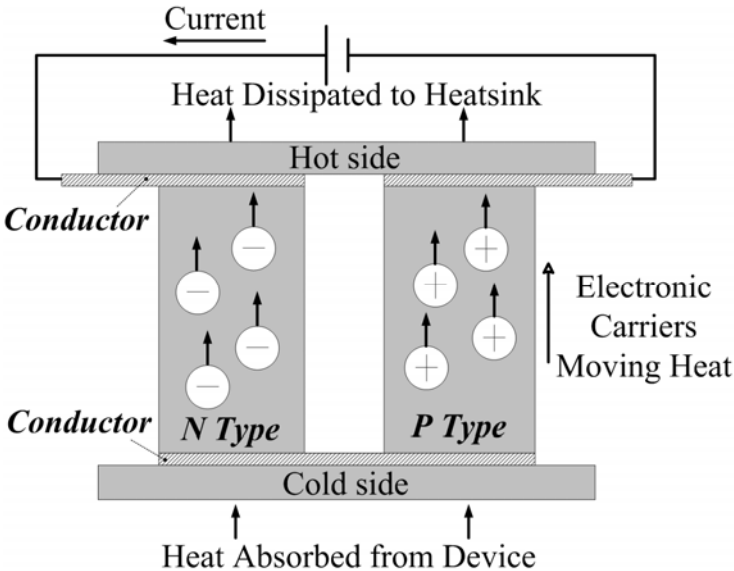 Current
Heat Dissipated to Heatsink
Hot side
Conductor
Electronic
Carriers
Moving Heat
Conductor
N Type
P Type
Cold side
Heat Absorbed from Device